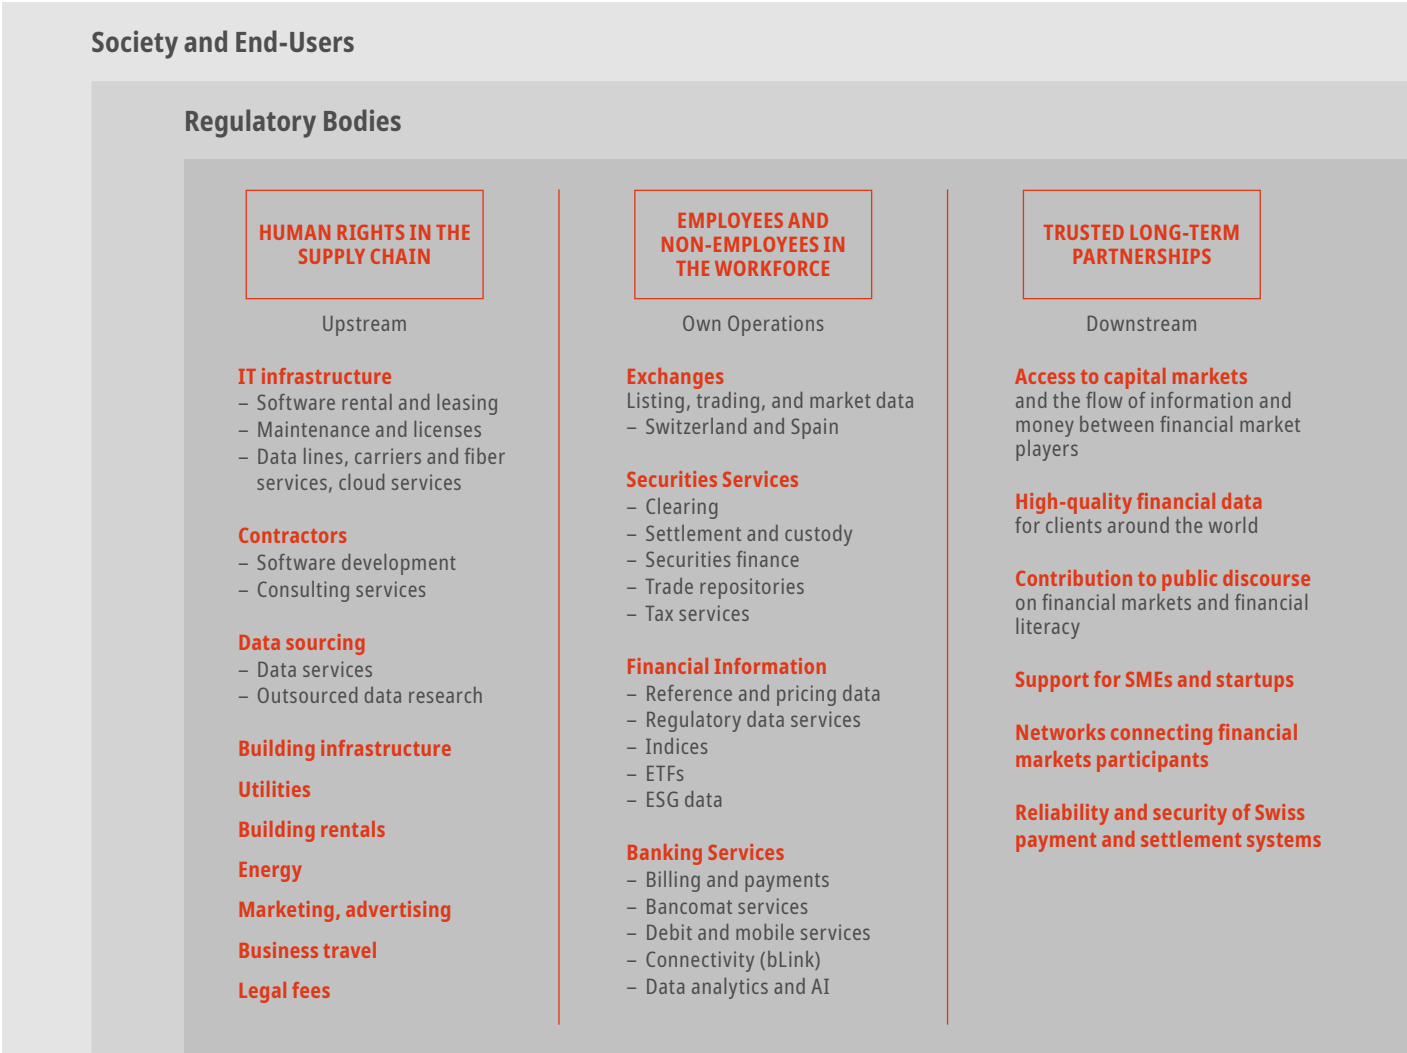 Society and End-Users
Regulatory Bodies
HUMAN RIGHTS IN THE
SUPPLY CHAIN
Upstream
IT infrastructure
– Software rental and leasing
– Maintenance and licenses
– Data lines, carriers and fiber
services, cloud services
Contractors
– Software development
– Consulting services
Data sourcing
– Data services
– Outsourced data research
Building infrastructure
Utilities
Building rentals
Energy
Marketing, advertising
Business travel
Legal fees
EMPLOYEES AND
NON-EMPLOYEES IN
THE WORKFORCE
Own Operations
Exchanges
Listing, trading, and market data
– Switzerland and Spain
Securities Services
– Clearing
– Settlement and custody
– Securities finance
– Trade repositories
– Tax services
Financial Information
– Reference and pricing data
– Regulatory data services
– Indices
– ETFs
– ESG data
Banking Services
– Billing and payments
– Bancomat services
– Debit and mobile services
– Connectivity (bLink)
– Data analytics and AI
TRUSTED LONG-TERM
PARTNERSHIPS
Downstream
Access to capital markets
and the flow of information and
money between financial market
players
High-quality financial data
for clients around the world
Contribution to public discourse
on financial markets and financial
literacy
Support for SMEs and startups
Networks connecting financial
markets participants
Reliability and security of Swiss
payment and settlement systems